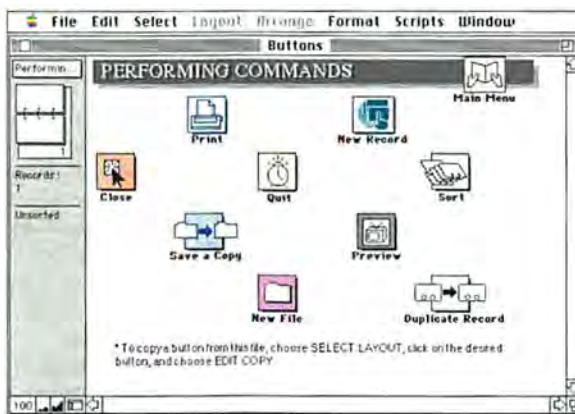 File Edit Select Layout Arrange Format Scripts Window
Buttons
Performin...
PERFORMING COMMANDS
Main Menu
1
Records:
1
Unsorted
Print
New Record
Close
Quit
Sort
Save a Copy
Preview
New File
Duplicate Record
* To copy a button from this file, choose SELECT LAYOUT, click on the desired
button, and choose EDIT COPY
100